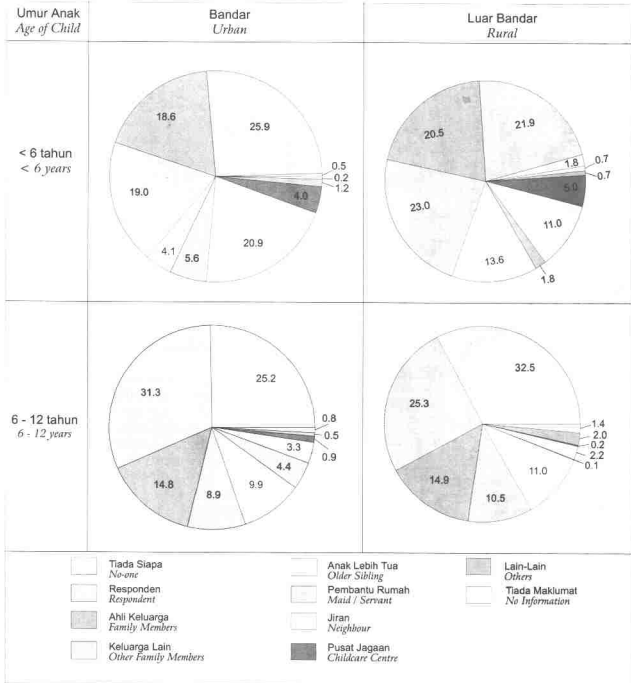 Umur Anak
Age of Child
Bandar
Urban
Luar Bandar
Rural
< 6 tahun
< 6 years
18.6
25.9
0.5
0.2
1.2
4.0
20.9
5.6
4.1
19.0
20.5
21.9
1.8
0.7
0.7
5.0
11.0
1.8
13.6
23.0
6 - 12 tahun
6 - 12 years
31.3
25.2
0.8
0.5
0.9
3.3
4.4
9.9
8.9
14.8
25.3
32.5
1.4
2.0
0.2
2.2
0.1
11.0
10.5
14.9
Tiada Siapa
No-one
Responden
Respondent
Ahli Keluarga
Family Members
Keluarga Lain
Other Family Members
Anak Lebih Tua
Older Sibling
Pembantu Rumah
Maid / Servant
Jiran
Neighbour
Pusat Jagaan
Childcare Centre
Lain-Lain
Others
Tiada Maklumat
No Information